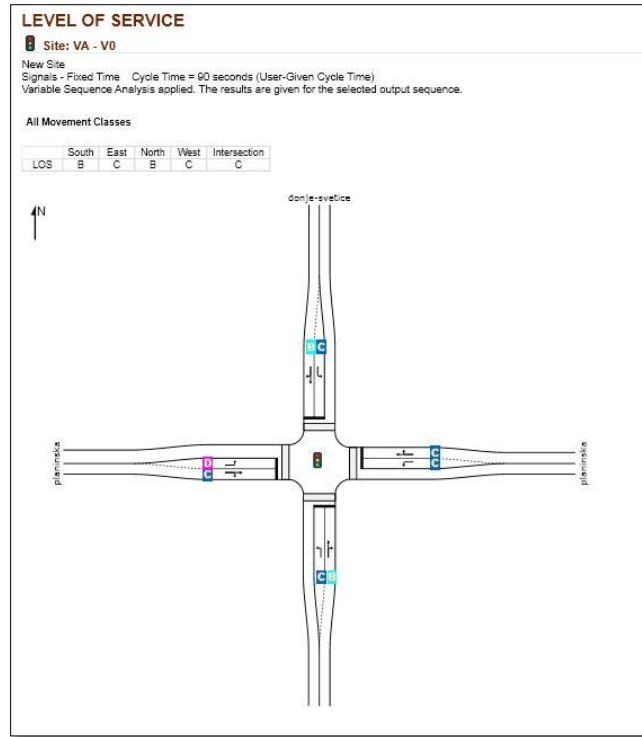 LEVEL OF SERVICE
Site: VA - V0
New Site
Signals - Fixed Time Cycle Time = 90 seconds (User-Given Cycle Time)
Variable Sequence Analysis applied. The results are given for the selected output sequence.
All Movement Classes
South East North West Intersection
LOS B C B C C
N
donje-svetice
B C
planinska
D
C
C
C
planinska
C B